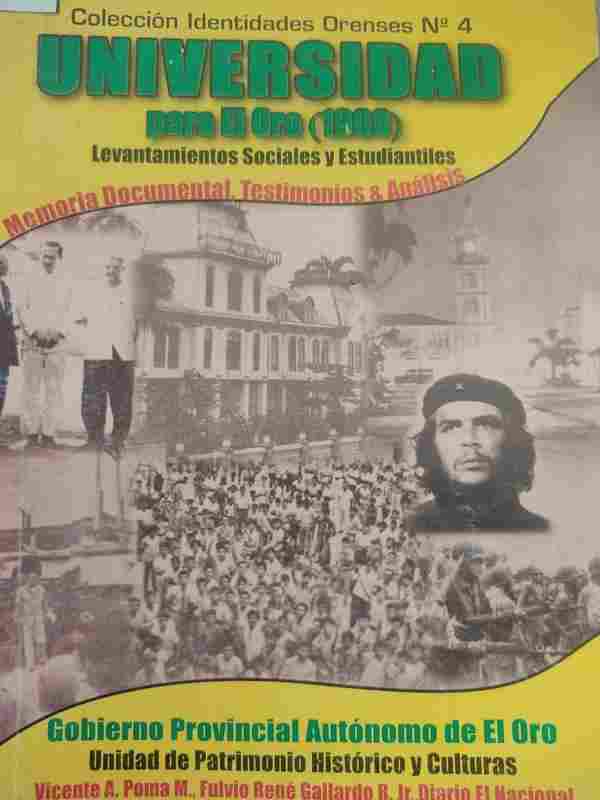 Colección Identidades Orenses Nº 4
UNIVERSIDAD
para El Oro
Levantamientos Sociales y Estudiantiles
Memoria Documental, Testimonios & Análisis
Gobierno Provincial Autónomo de El Oro
Unidad de Patrimonio Histórico y Culturas
Vicente A. Poma M., Fulvio René Gallardo R. Jr. Diario El Nacional